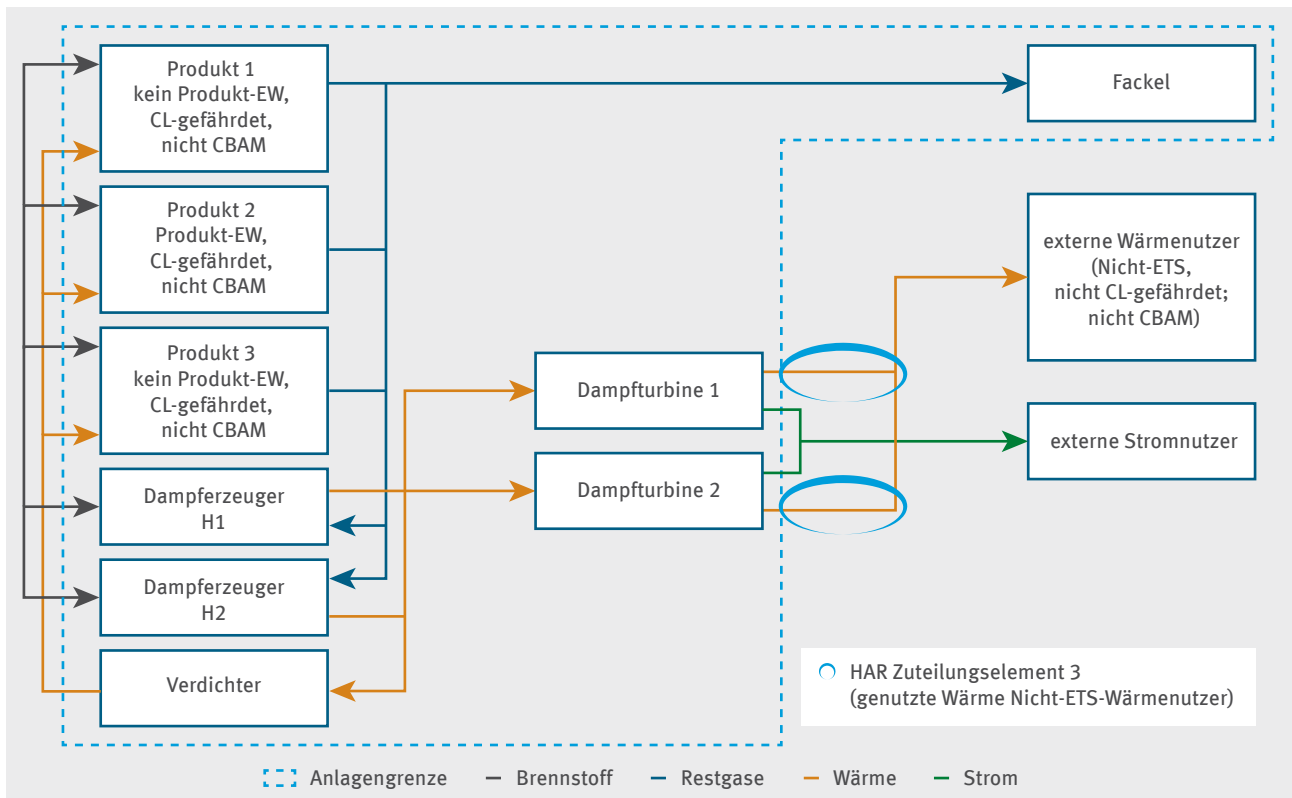 Produkt 1
kein Produkt-EW,
CL-gefährdet,
nicht CBAM
Fackel
Produkt 2
Produkt-EW,
CL-gefährdet,
nicht CBAM
externe Wärmenutzer
(Nicht-ETS,
nicht CL-gefährdet;
nicht CBAM)
Produkt 3
kein Produkt-EW,
CL-gefährdet,
nicht CBAM
Dampfturbine 1
externe Stromnutzer
Dampferzeuger
H1
Dampfturbine 2
Dampferzeuger
H2
Verdichter
HAR Zuteilungselement 3
(genutzte Wärme Nicht-ETS-Wärmenutzer)
Anlagengrenze
Brennstoff
Restgase
Wärme
Strom